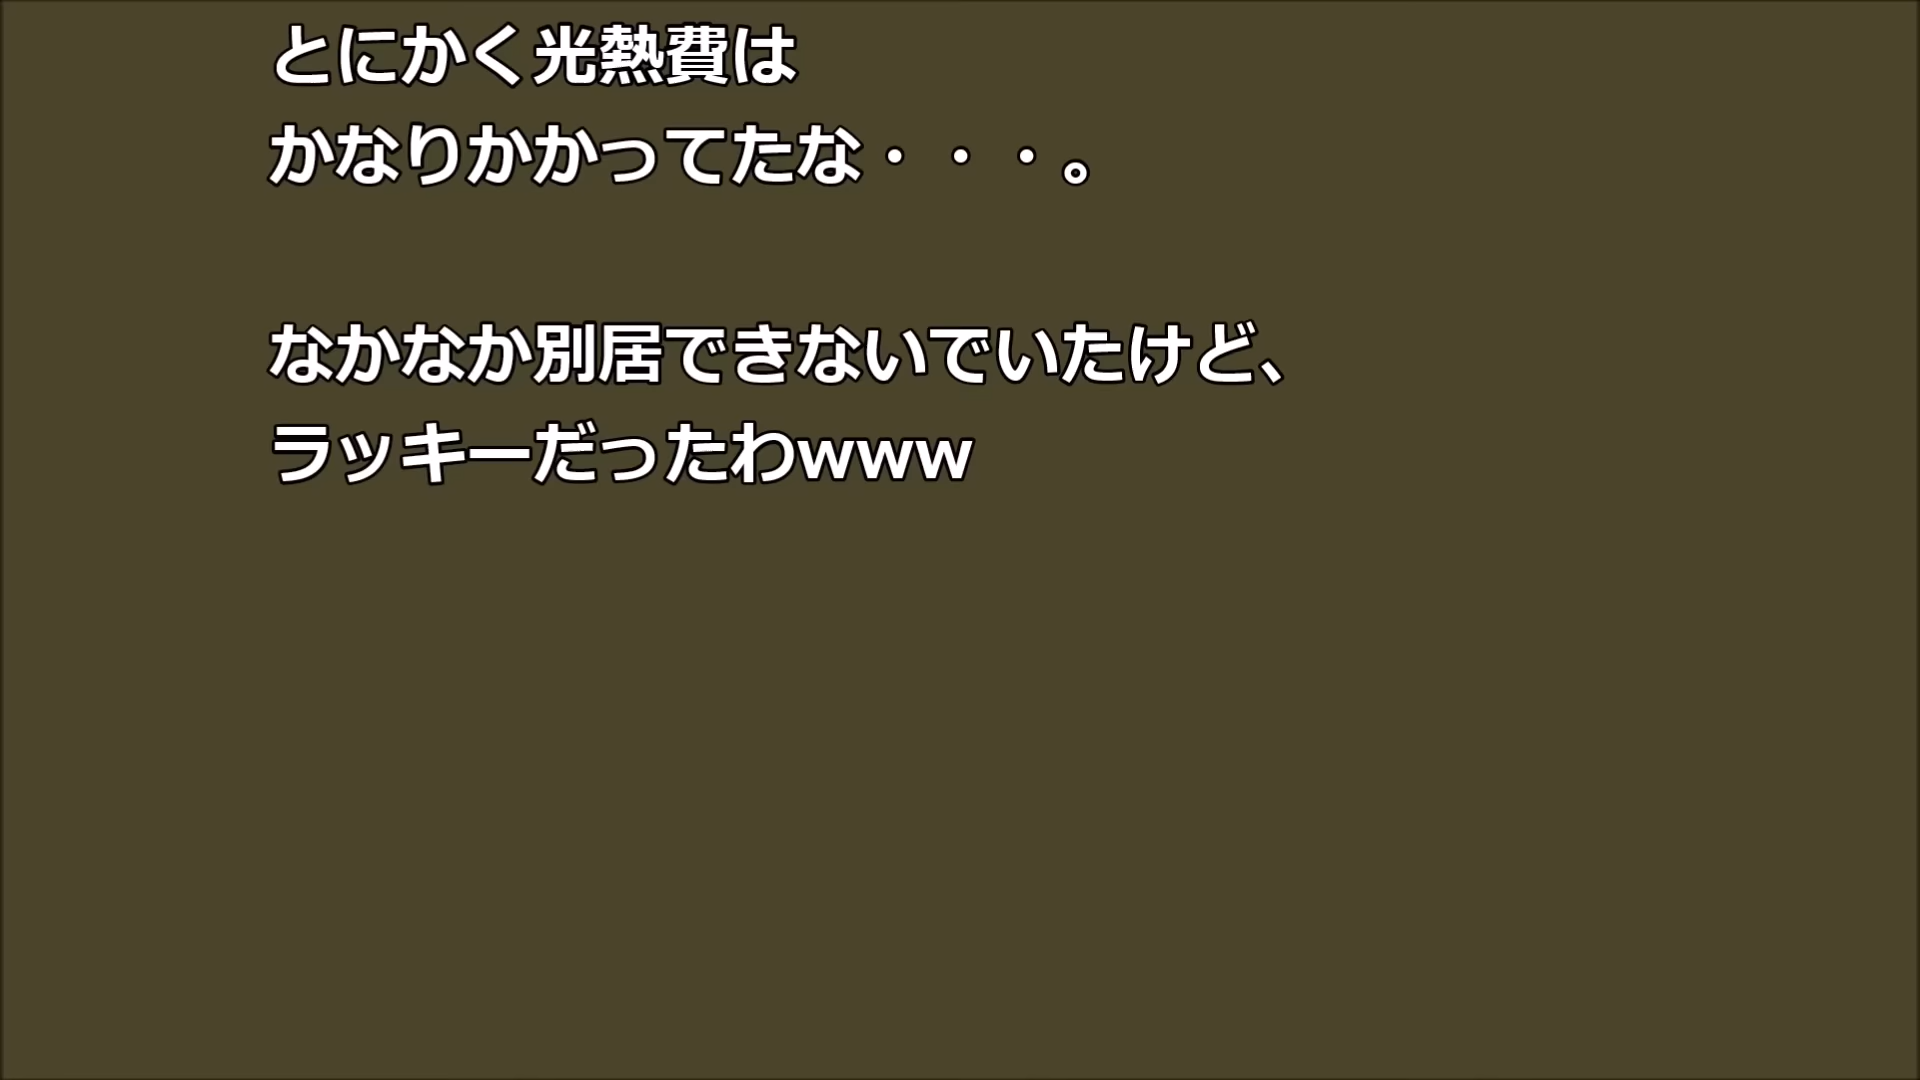 とにかく光熱費は
かなりかかってたな・・・。
なかなか別居できないでいたけど、
ラッキーだったわwww